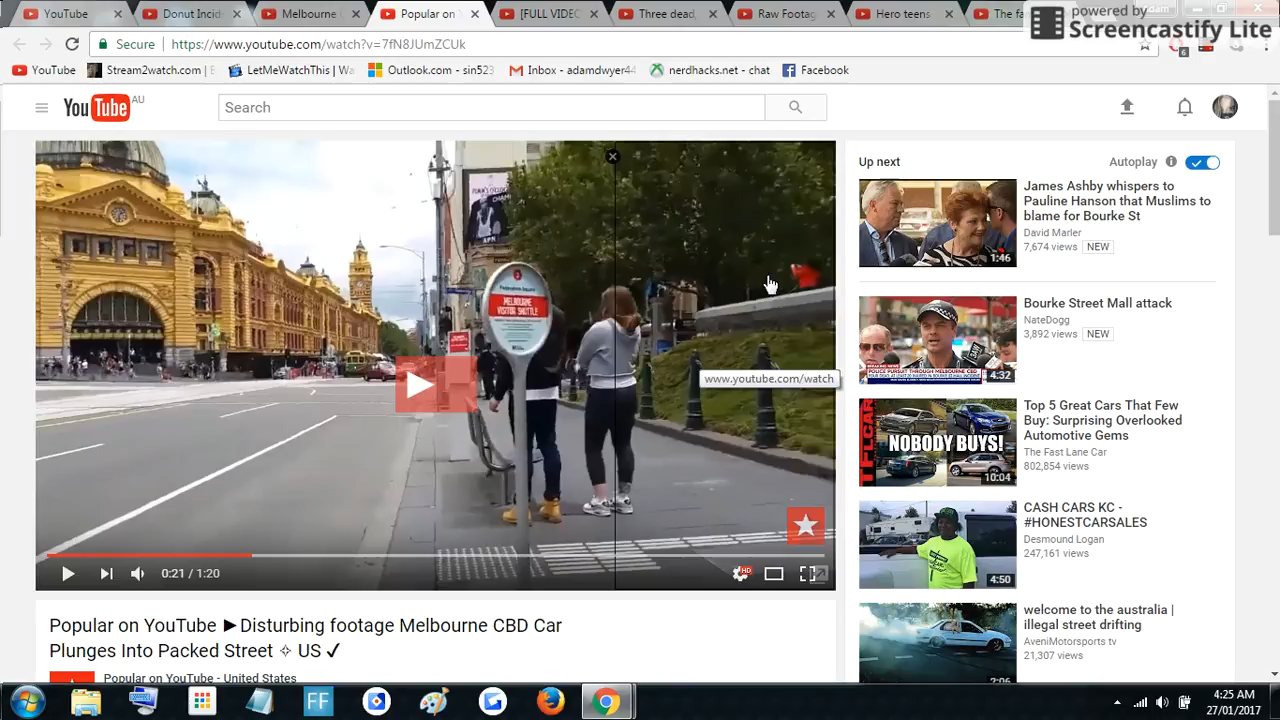 YouTube
Donut Incid
Melbourne
Popular on Y
[FULL VIDEO
Three dead,
Raw Footag
Hero teens
The fa
powered by
Screencastify Lite
Secure
https://www.youtube.com/watch?v=7fN8JUmZCUk
6
YouTube
Stream2watch.com | E
LetMeWatchThis | Wa
Outlook.com - sin523
Inbox - adamdwyer44
nerdhacks.net - chat
Facebook
YouTube AU
Search
Up next
Autoplay
James Ashby whispers to
Pauline Hanson that Muslims to
blame for Bourke St
David Marler
7,674 views NEW
1:46
Bourke Street Mall attack
NateDogg
3,892 views NEW
4:32
Top 5 Great Cars That Few
Buy: Surprising Overlooked
Automotive Gems
The Fast Lane Car
802,854 views
NOBODY BUYS!
10:04
CASH CARS KC -
#HONESTCARSALES
Desmound Logan
247,161 views
4:50
welcome to the australia |
illegal street drifting
AveniMotorsports tv
21,307 views
2:06
MELBOURNE
VISITOR SHUTTLE
www.youtube.com/watch
0:21 / 1:20
HD
Popular on YouTube ►Disturbing footage Melbourne CBD Car
Plunges Into Packed Street ✧ US ✓
Popular on YouTube - United States
FF
4:25 AM
27/01/2017